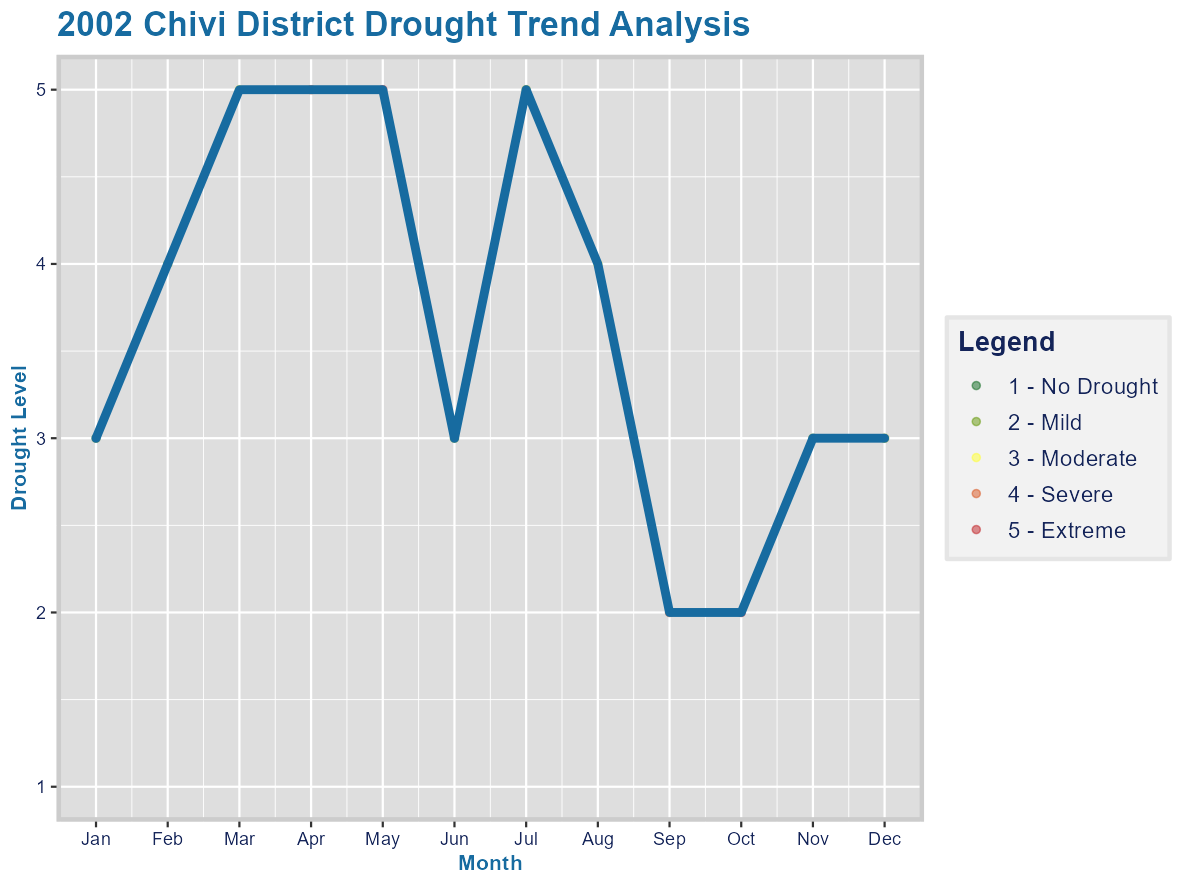 2002 Chivi District Drought Trend Analysis
5
4
3
2
1
Drought Level
Jan Feb Mar Apr May Jun Jul Aug Sep Oct Nov Dec
Month
Legend
1 - No Drought
2 - Mild
3 - Moderate
4 - Severe
5 - Extreme